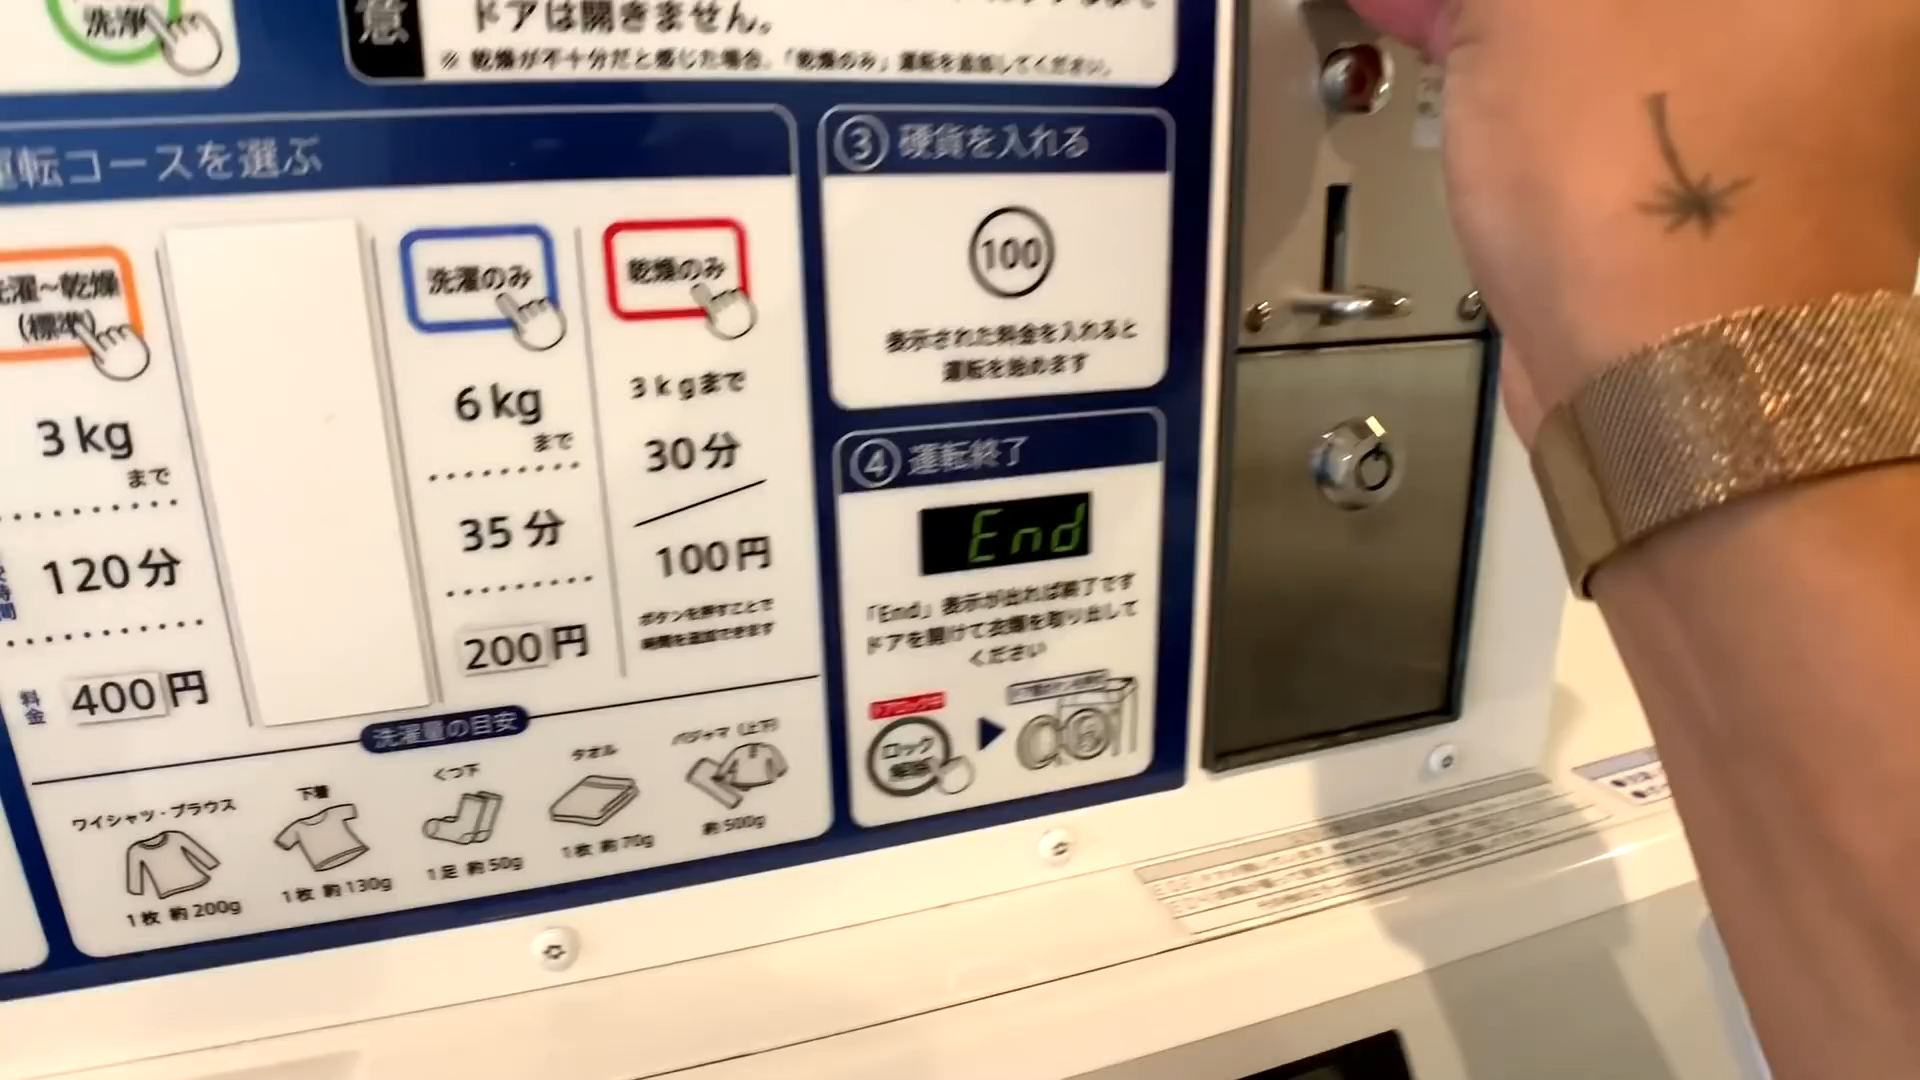 洗浄
意
ドアは開きません。
※ 乾燥が不十分だと感じた場合、「乾燥のみ」運転を追加してください。
運転コースを選ぶ
洗濯～乾燥
(標準)
3kg
まで
120分
料金
400円
洗濯のみ
6kg
まで
35分
200円
乾燥のみ
3kgまで
30分
100円
ボタンを押すことで
時間を追加できます
洗濯量の目安
ワイシャツ・ブラウス
1枚 約200g
下着
1枚 約130g
くつ下
1足 約50g
タオル
1枚 約70g
パジャマ（上下）
約500g
③ 硬貨を入れる
100
表示された料金を入れると
運転を始めます
④ 運転終了
End
「End」表示が出れば終了です
ドアを開けて衣類を取り出して
ください
ロック
解除